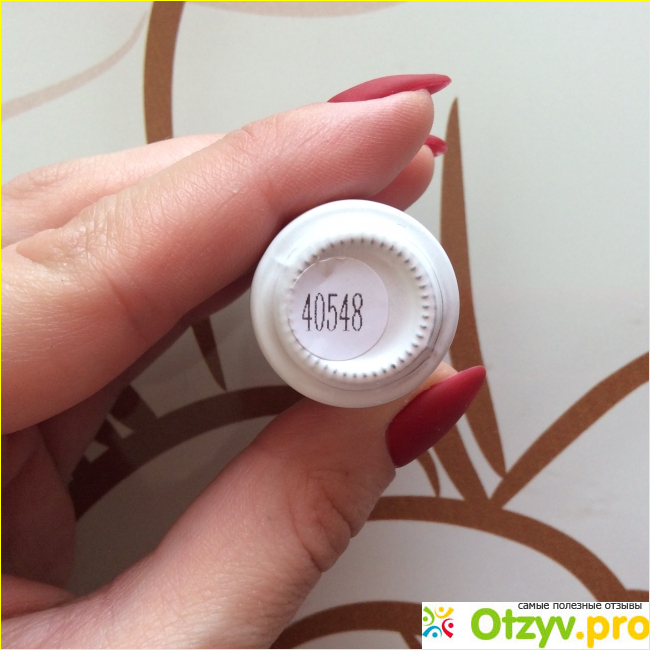 40548
самые полезные отзывы
Otzyv.pro